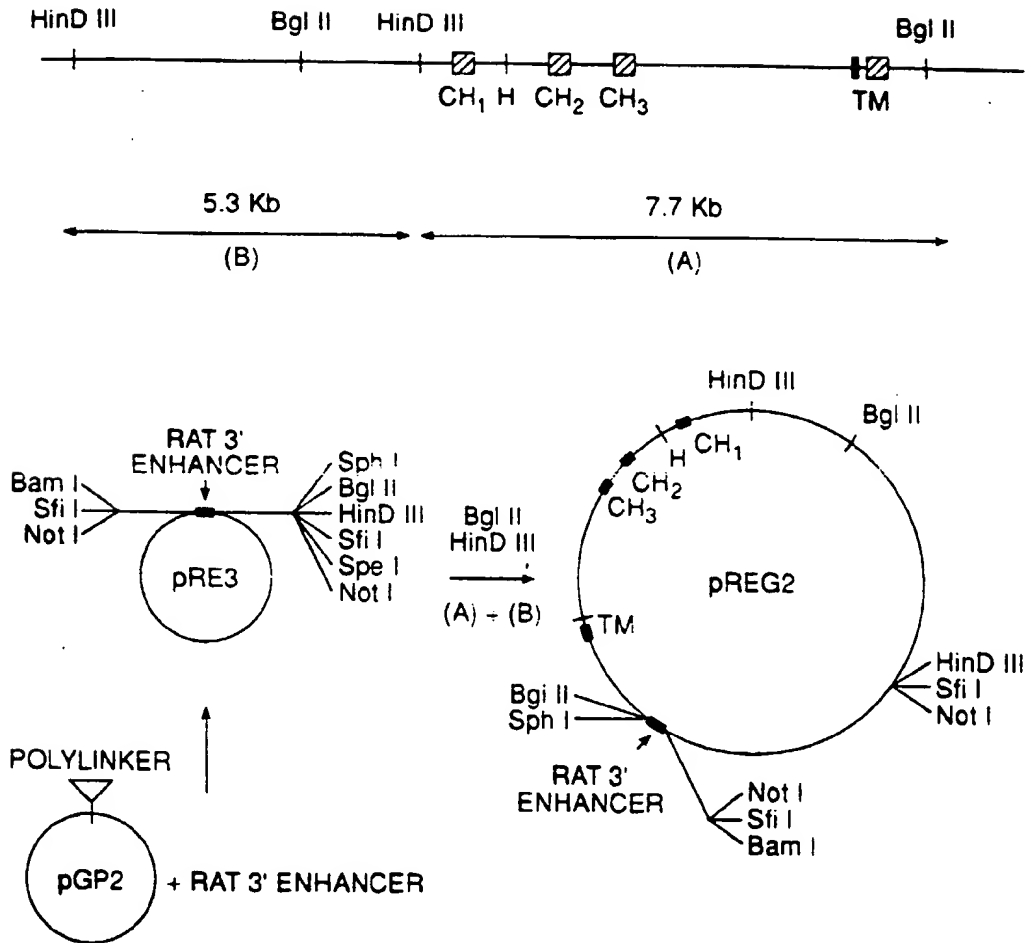 HinD III Bgl II HinD III Bgl II
CH1 H CH2 CH3 TM
5.3 Kb 7.7 Kb
(B) (A)
RAT 3'
ENHANCER
Bam I
Sfi I
Not I
Sph I
Bgl II
HinD III
Sfi I
Spe I
Not I
pRE3
Bgl II
HinD III
(A) + (B)
HinD III
Bgl II
CH1
H
CH2
CH3
pREG2
TM
Bgl II
Sph I
HinD III
Sfi I
Not I
RAT 3'
ENHANCER
Not I
Sfi I
Bam I
POLYLINKER
pGP2 + RAT 3' ENHANCER